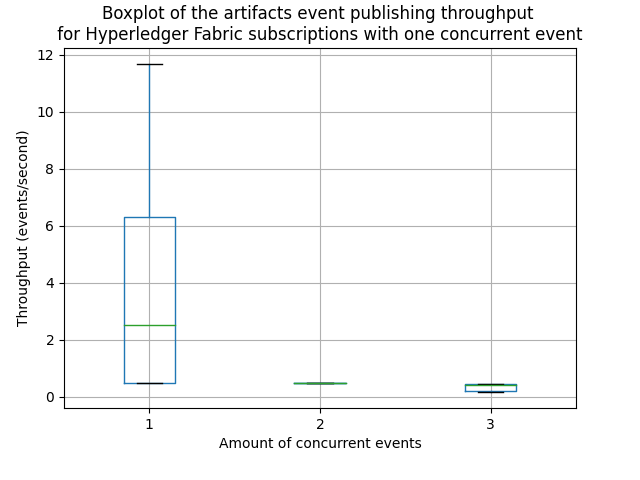 Boxplot of the artifacts event publishing throughput
for Hyperledger Fabric subscriptions with one concurrent event
Throughput (events/second)
12
10
8
6
4
2
0
1 2 3
Amount of concurrent events